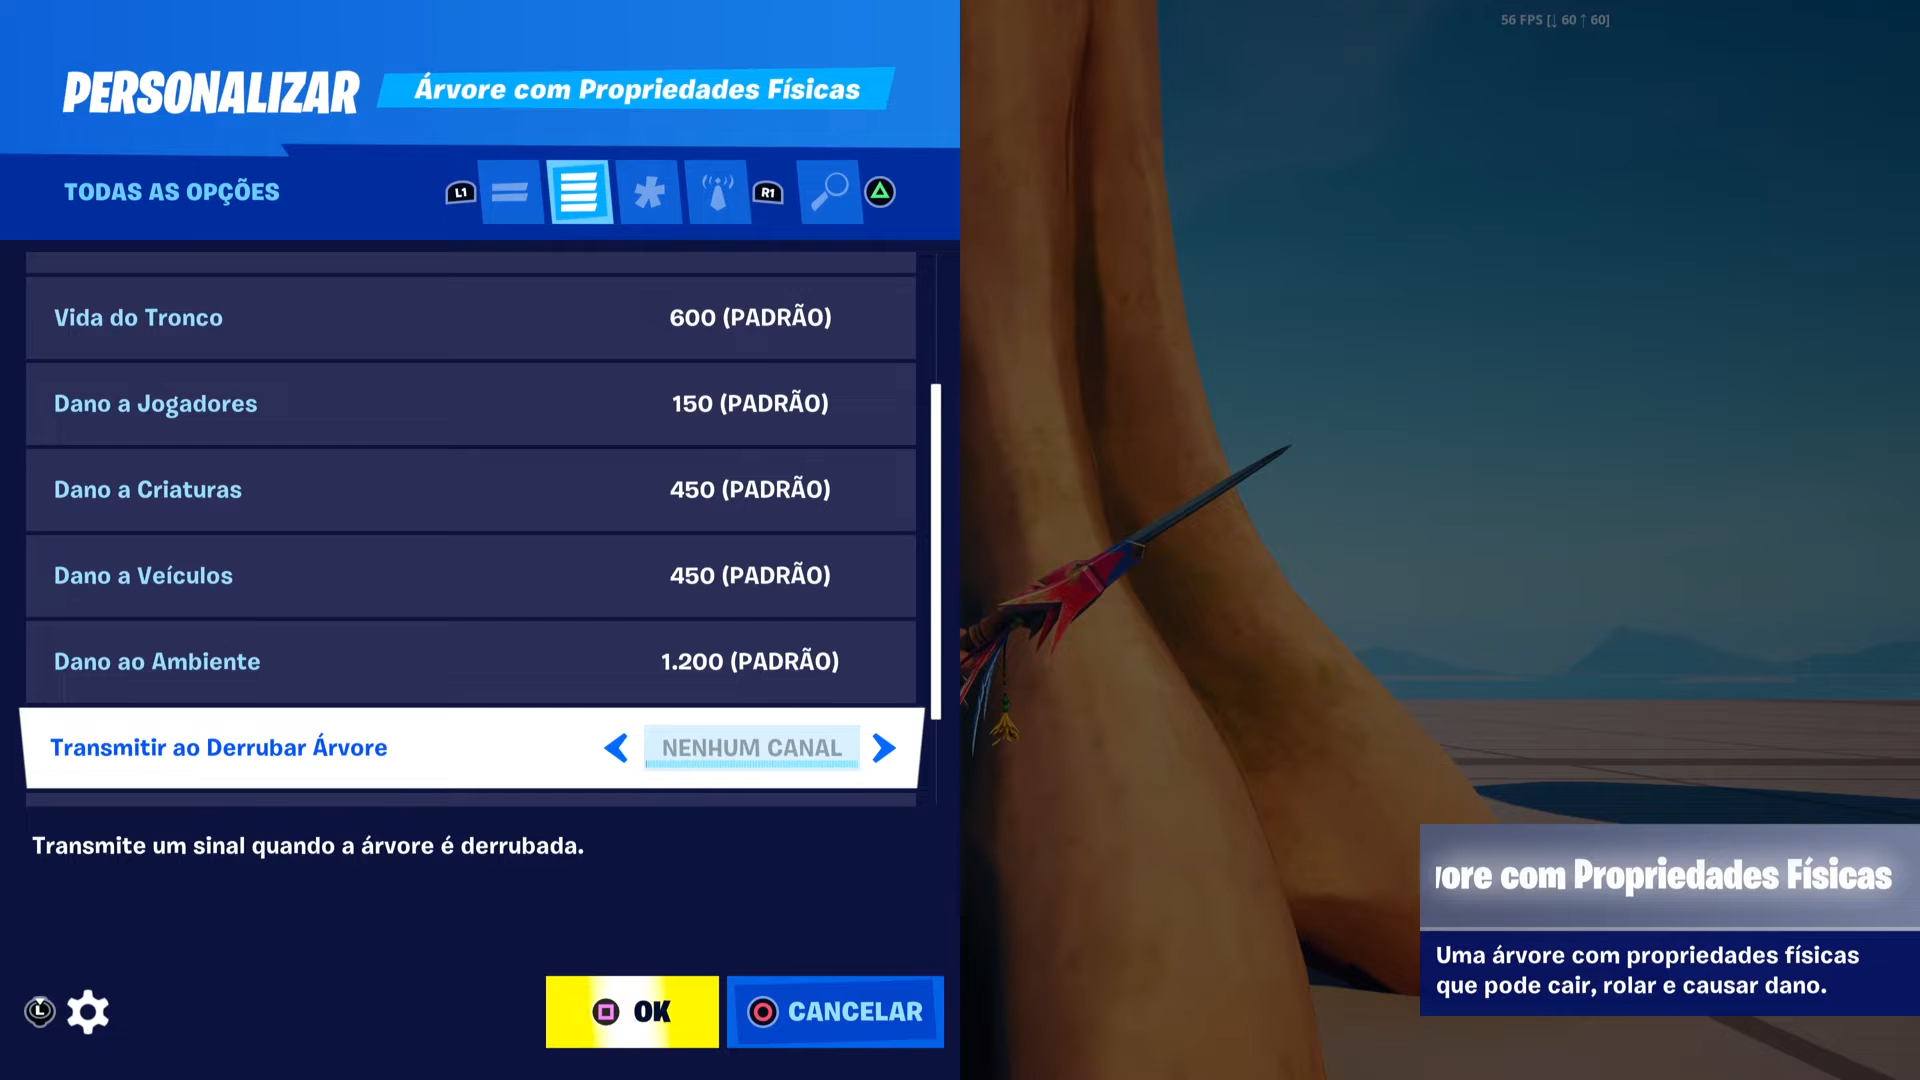 56 FPS [↓ 60 ↑ 60]
PERSONALIZAR
Árvore com Propriedades Físicas
TODAS AS OPÇÕES
L1
R1
Vida do Tronco 600 (PADRÃO)
Dano a Jogadores 150 (PADRÃO)
Dano a Criaturas 450 (PADRÃO)
Dano a Veículos 450 (PADRÃO)
Dano ao Ambiente 1.200 (PADRÃO)
Transmitir ao Derrubar Árvore NENHUM CANAL
Transmite um sinal quando a árvore é derrubada.
L
OK
CANCELAR
vore com Propriedades Físicas
Uma árvore com propriedades físicas
que pode cair, rolar e causar dano.